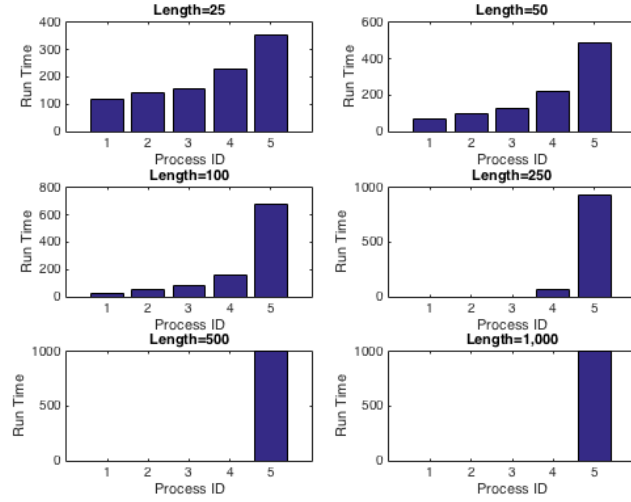 Length=25
400
300
200
100
0
Run Time
1 2 3 4 5
Process ID
Length=50
600
400
200
0
Run Time
1 2 3 4 5
Process ID
Length=100
800
600
400
200
0
Run Time
1 2 3 4 5
Process ID
Length=250
1000
500
0
Run Time
1 2 3 4 5
Process ID
Length=500
1000
500
0
Run Time
1 2 3 4 5
Process ID
Length=1,000
1000
500
0
Run Time
1 2 3 4 5
Process ID